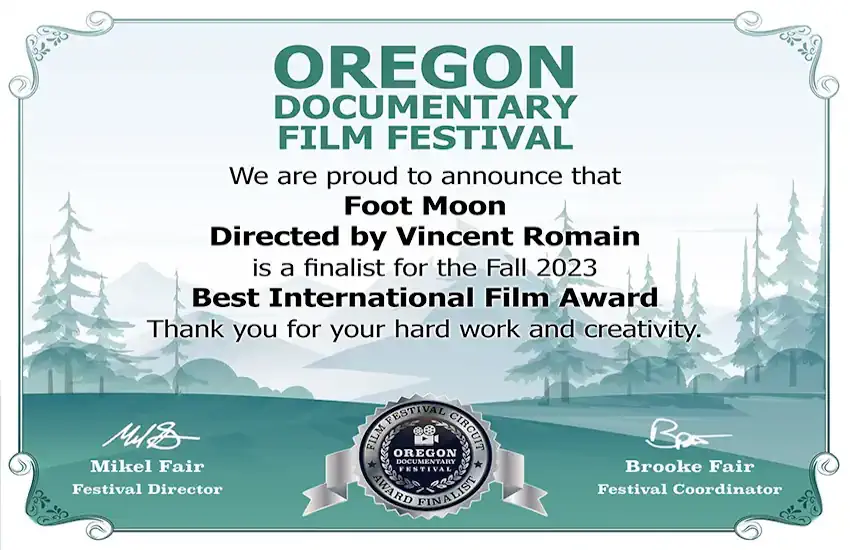 OREGON
DOCUMENTARY
FILM FESTIVAL
We are proud to announce that
Foot Moon
Directed by Vincent Romain
is a finalist for the Fall 2023
Best International Film Award
Thank you for your hard work and creativity.
FILM FESTIVAL CIRCUIT
OREGON
DOCUMENTARY
FESTIVAL
AWARD FINALIST
Mikel Fair
Festival Director
Brooke Fair
Festival Coordinator